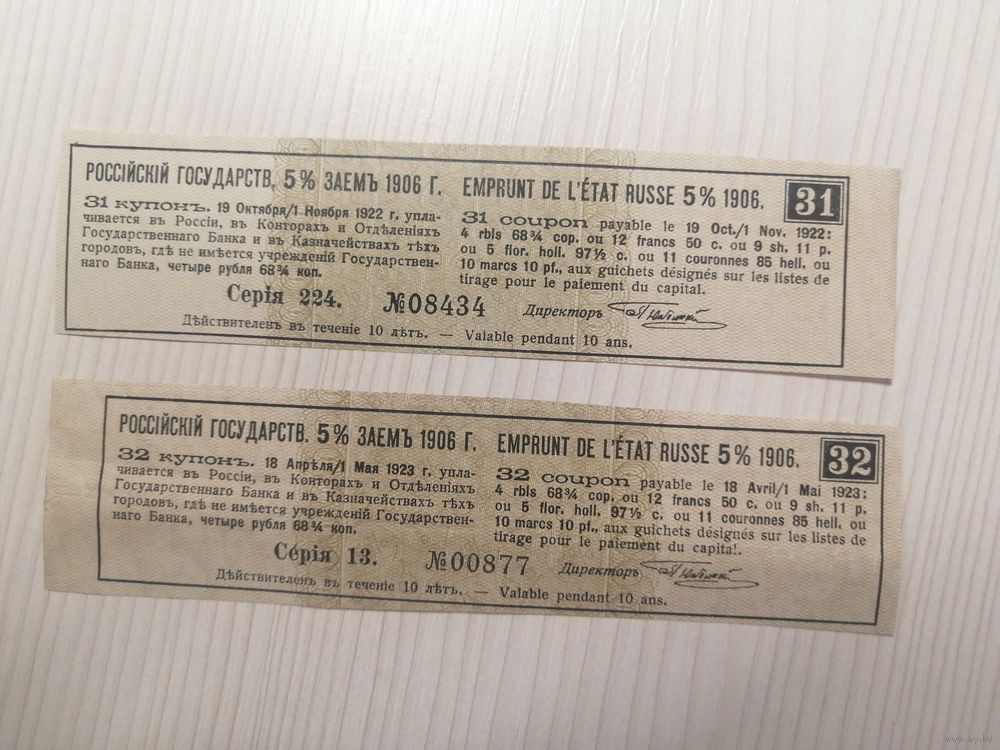 РОССІЙСКІЙ ГОСУДАРСТВ. 5% ЗАЕМЪ 1906 Г.
31 купонъ. 19 Октября/1 Ноября 1922 г. упла-
чивается въ Россіи, въ Конторахъ и Отдѣленіяхъ
Государственнаго Банка и въ Казначействахъ тѣхъ
городовъ, гдѣ не имѣется учрежденій Государствен-
наго Банка, четыре рубля 68¾ коп.
EMPRUNT DE L'ÉTAT RUSSE 5% 1906.
31
31 coupon payable le 19 Oct./1 Nov. 1922:
4 rbls 68¾ cop. ou 12 francs 50 c. ou 9 sh. 11 p.
ou 5 flor. holl. 97½ c. ou 11 couronnes 85 hell. ou
10 marcs 10 pf., aux guichets désignés sur les listes de
tirage pour le paiement du capital.
Серія 224. №08434 Директоръ
Дѣйствителенъ въ теченіе 10 лѣтъ. — Valable pendant 10 ans.
РОССІЙСКІЙ ГОСУДАРСТВ. 5% ЗАЕМЪ 1906 Г.
32 купонъ. 18 Апрѣля/1 Мая 1923 г. упла-
чивается въ Россіи, въ Конторахъ и Отдѣленіяхъ
Государственнаго Банка и въ Казначействахъ тѣхъ
городовъ, гдѣ не имѣется учрежденій Государствен-
наго Банка, четыре рубля 68¾ коп.
EMPRUNT DE L'ÉTAT RUSSE 5% 1906.
32
32 coupon payable le 18 Avril/1 Mai 1923:
4 rbls 68¾ cop. ou 12 francs 50 c. ou 9 sh. 11 p.
ou 5 flor. holl. 97½ c. ou 11 couronnes 85 hell. ou
10 marcs 10 pf., aux guichets désignés sur les listes de
tirage pour le paiement du capital.
Серія 13. №00877 Директоръ
Дѣйствителенъ въ теченіе 10 лѣтъ. — Valable pendant 10 ans.
www.ay.by